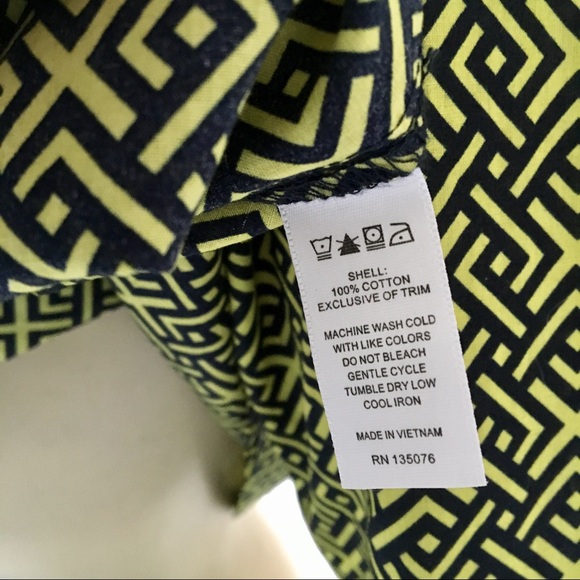 SHELL:
100% COTTON
EXCLUSIVE OF TRIM
MACHINE WASH COLD
WITH LIKE COLORS
DO NOT BLEACH
GENTLE CYCLE
TUMBLE DRY LOW
COOL IRON
MADE IN VIETNAM
RN 135076